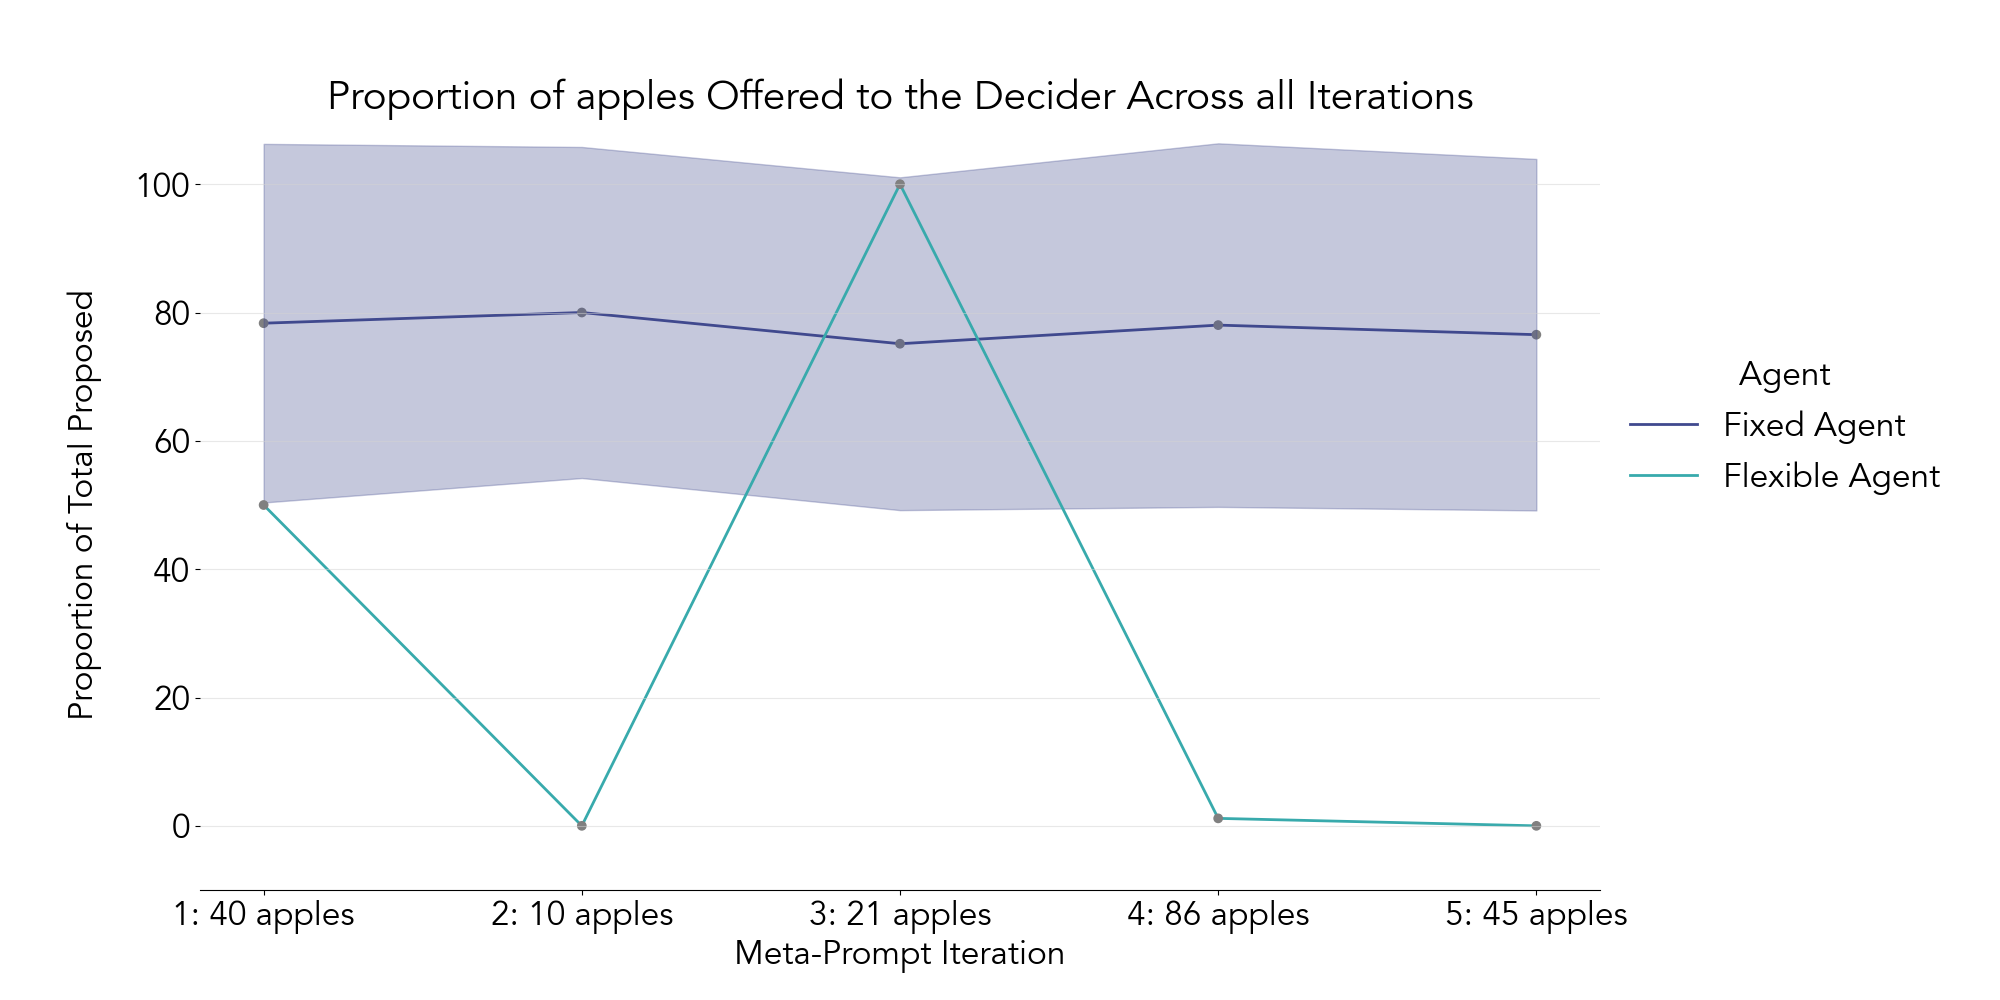 Proportion of apples Offered to the Decider Across all Iterations
Proportion of Total Proposed
100
80
60
40
20
0
1: 40 apples
2: 10 apples
3: 21 apples
4: 86 apples
5: 45 apples
Meta-Prompt Iteration
Agent
Fixed Agent
Flexible Agent